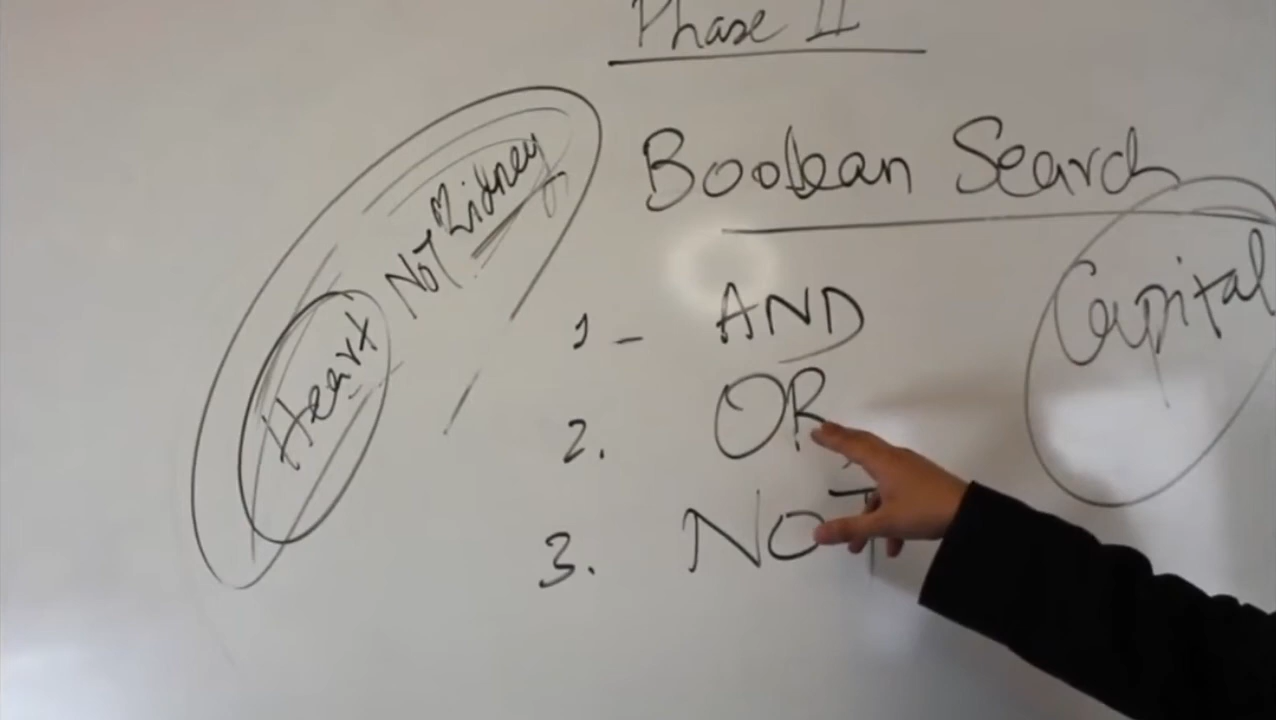 Phase II
Boolean Search
Heart NOT Kidney
1- AND
2. OR
3. NOT
Capital